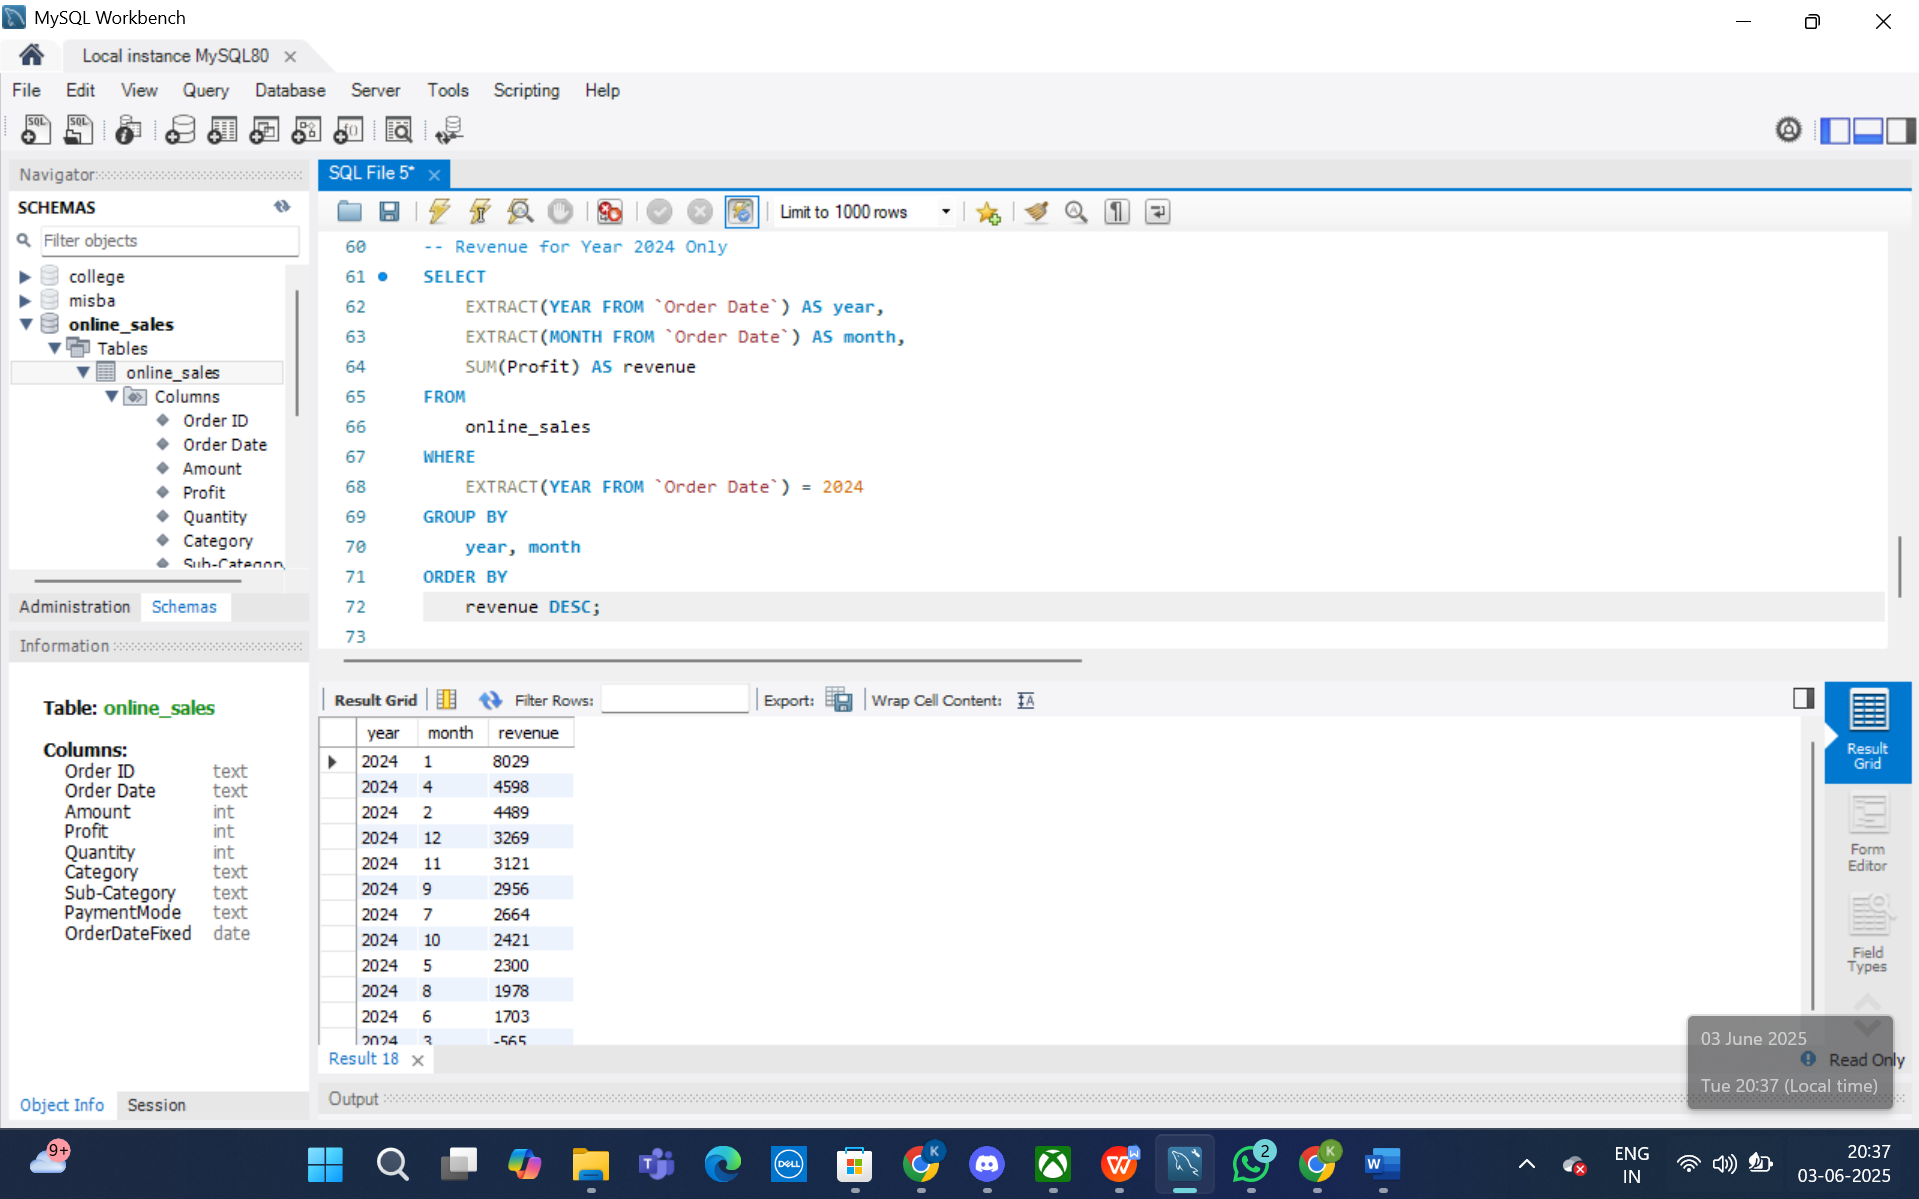 MySQL Workbench
Local instance MySQL80
File Edit View Query Database Server Tools Scripting Help
Navigator
SCHEMAS
Filter objects
college
misba
online_sales
Tables
online_sales
Columns
Order ID
Order Date
Amount
Profit
Quantity
Category
Sub-Category
Administration Schemas
Information
Table: online_sales
Columns:
Order ID text
Order Date text
Amount int
Profit int
Quantity int
Category text
Sub-Category text
PaymentMode text
OrderDateFixed date
Object Info Session
SQL File 5*
Limit to 1000 rows
60 -- Revenue for Year 2024 Only
61 SELECT
62 EXTRACT(YEAR FROM `Order Date`) AS year,
63 EXTRACT(MONTH FROM `Order Date`) AS month,
64 SUM(Profit) AS revenue
65 FROM
66 online_sales
67 WHERE
68 EXTRACT(YEAR FROM `Order Date`) = 2024
69 GROUP BY
70 year, month
71 ORDER BY
72 revenue DESC;
73
Result Grid Filter Rows: Export: Wrap Cell Content:
year month revenue
2024 1 8029
2024 4 4598
2024 2 4489
2024 12 3269
2024 11 3121
2024 9 2956
2024 7 2664
2024 10 2421
2024 5 2300
2024 8 1978
2024 6 1703
2024 3 -565
Result 18
Output
Result
Grid
Form
Editor
Field
Types
Read Only
03 June 2025
Tue 20:37 (Local time)
9+
DELL
K
W
2
K
W
ENG
IN
20:37
03-06-2025